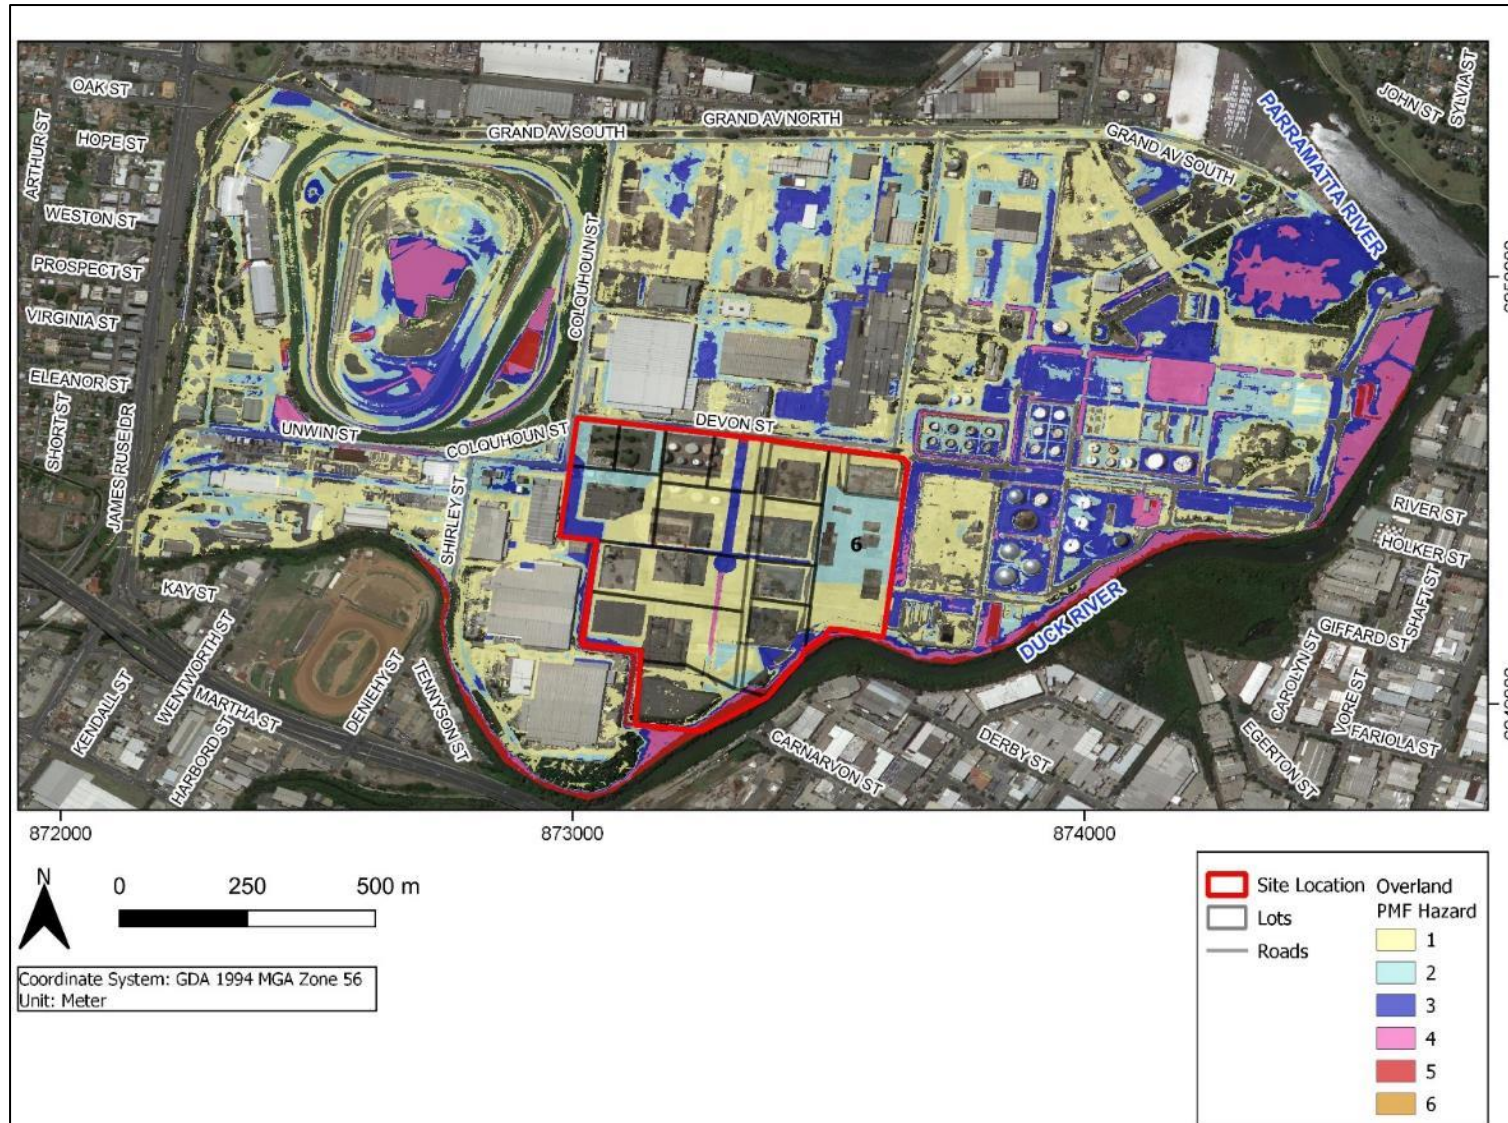 OAK ST
HOPE ST
ARTHUR ST
WESTON ST
PROSPECT ST
VIRGINIA ST
ELEANOR ST
SHORT ST
JAMES RUSE DR
UNWIN ST
COLQUHOUN ST
COLQUHOUN ST
GRAND AV SOUTH
GRAND AV NORTH
GRAND AV SOUTH
PARRAMATTA RIVER
JOHN ST
SYLVIA ST
DEVON ST
SHIRLEY ST
6
KAY ST
KENDALL ST
WENTWORTH ST
HARBORD ST
MARTHA ST
DENIEHY ST
TENNYSON ST
DUCK RIVER
CARNARVON ST
DERBY ST
RIVER ST
HOLKER ST
SHAFT ST
GIFFARD ST
CAROLYN ST
VORE ST
FARIOLA ST
EGERTON ST
872000
873000
874000
N
0 250 500 m
Coordinate System: GDA 1994 MGA Zone 56
Unit: Meter
Site Location
Lots
Roads
Overland
PMF Hazard
1
2
3
4
5
6